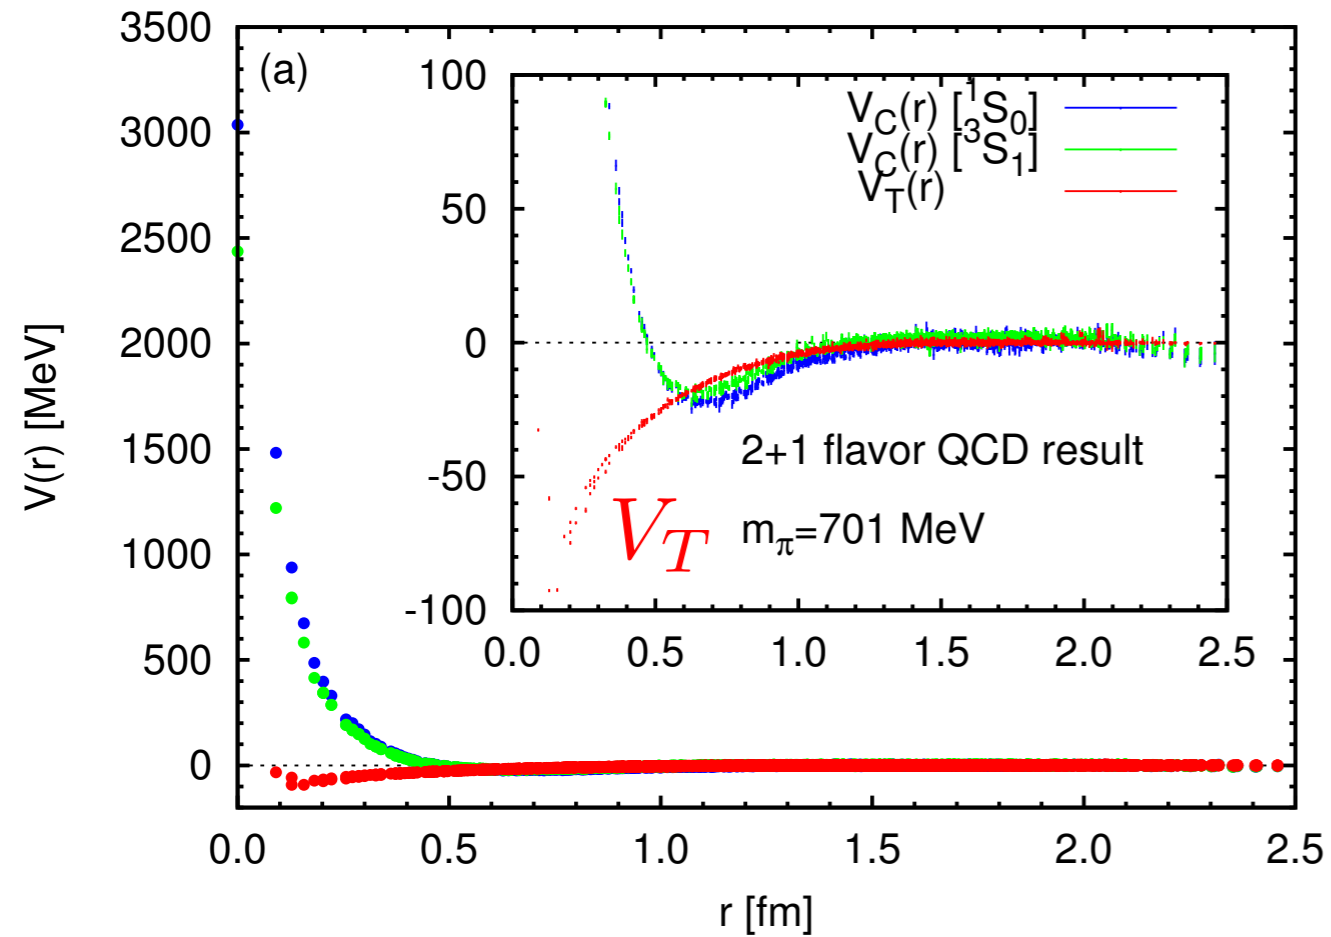 (a)
V(r) [MeV]
3500
3000
2500
2000
1500
1000
500
0
0.0 0.5 1.0 1.5 2.0 2.5
r [fm]
100
50
0
-50
-100
0.0 0.5 1.0 1.5 2.0 2.5
V_C(r) [^1S_0]
V_C(r) [^3S_1]
V_T(r)
2+1 flavor QCD result
V_T
m_π=701 MeV